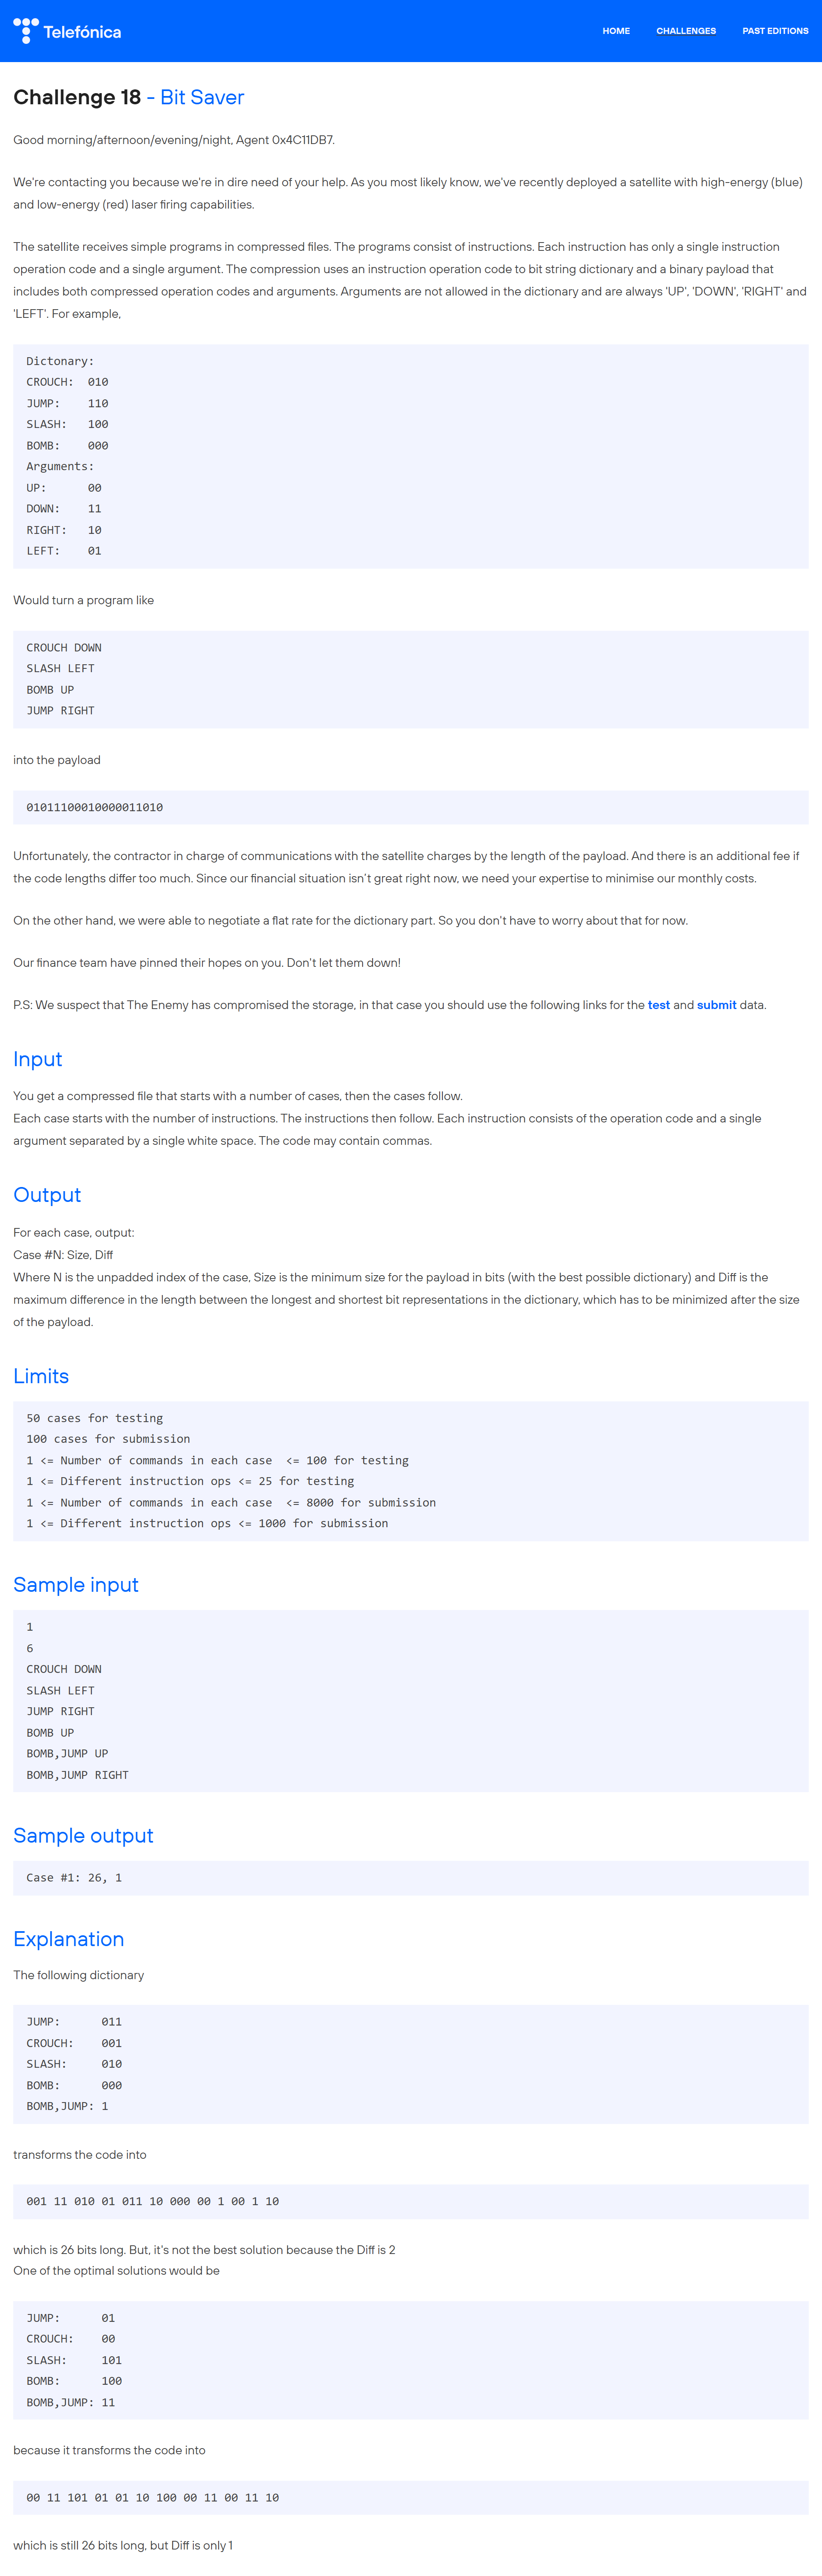 Telefónica
HOME CHALLENGES PAST EDITIONS
Challenge 18 - Bit Saver
Good morning/afternoon/evening/night, Agent 0x4C11DB7.
We're contacting you because we're in dire need of your help. As you most likely know, we've recently deployed a satellite with high-energy (blue)
and low-energy (red) laser firing capabilities.
The satellite receives simple programs in compressed files. The programs consist of instructions. Each instruction has only a single instruction
operation code and a single argument. The compression uses an instruction operation code to bit string dictionary and a binary payload that
includes both compressed operation codes and arguments. Arguments are not allowed in the dictionary and are always 'UP', 'DOWN', 'RIGHT' and
'LEFT'. For example,
Dictonary:
CROUCH:  010
JUMP:    110
SLASH:   100
BOMB:    000
Arguments:
UP:      00
DOWN:    11
RIGHT:   10
LEFT:    01
Would turn a program like
CROUCH DOWN
SLASH LEFT
BOMB UP
JUMP RIGHT
into the payload
01011100010000011010
Unfortunately, the contractor in charge of communications with the satellite charges by the length of the payload. And there is an additional fee if
the code lengths differ too much. Since our financial situation isn't great right now, we need your expertise to minimise our monthly costs.
On the other hand, we were able to negotiate a flat rate for the dictionary part. So you don't have to worry about that for now.
Our finance team have pinned their hopes on you. Don't let them down!
P.S: We suspect that The Enemy has compromised the storage, in that case you should use the following links for the test and submit data.
Input
You get a compressed file that starts with a number of cases, then the cases follow.
Each case starts with the number of instructions. The instructions then follow. Each instruction consists of the operation code and a single
argument separated by a single white space. The code may contain commas.
Output
For each case, output:
Case #N: Size, Diff
Where N is the unpadded index of the case, Size is the minimum size for the payload in bits (with the best possible dictionary) and Diff is the
maximum difference in the length between the longest and shortest bit representations in the dictionary, which has to be minimized after the size
of the payload.
Limits
50 cases for testing
100 cases for submission
1 <= Number of commands in each case  <= 100 for testing
1 <= Different instruction ops <= 25 for testing
1 <= Number of commands in each case  <= 8000 for submission
1 <= Different instruction ops <= 1000 for submission
Sample input
1
6
CROUCH DOWN
SLASH LEFT
JUMP RIGHT
BOMB UP
BOMB,JUMP UP
BOMB,JUMP RIGHT
Sample output
Case #1: 26, 1
Explanation
The following dictionary
JUMP:      011
CROUCH:    001
SLASH:     010
BOMB:      000
BOMB,JUMP: 1
transforms the code into
001 11 010 01 011 10 000 00 1 00 1 10
which is 26 bits long. But, it's not the best solution because the Diff is 2
One of the optimal solutions would be
JUMP:      01
CROUCH:    00
SLASH:     101
BOMB:      100
BOMB,JUMP: 11
because it transforms the code into
00 11 101 01 01 10 100 00 11 00 11 10
which is still 26 bits long, but Diff is only 1